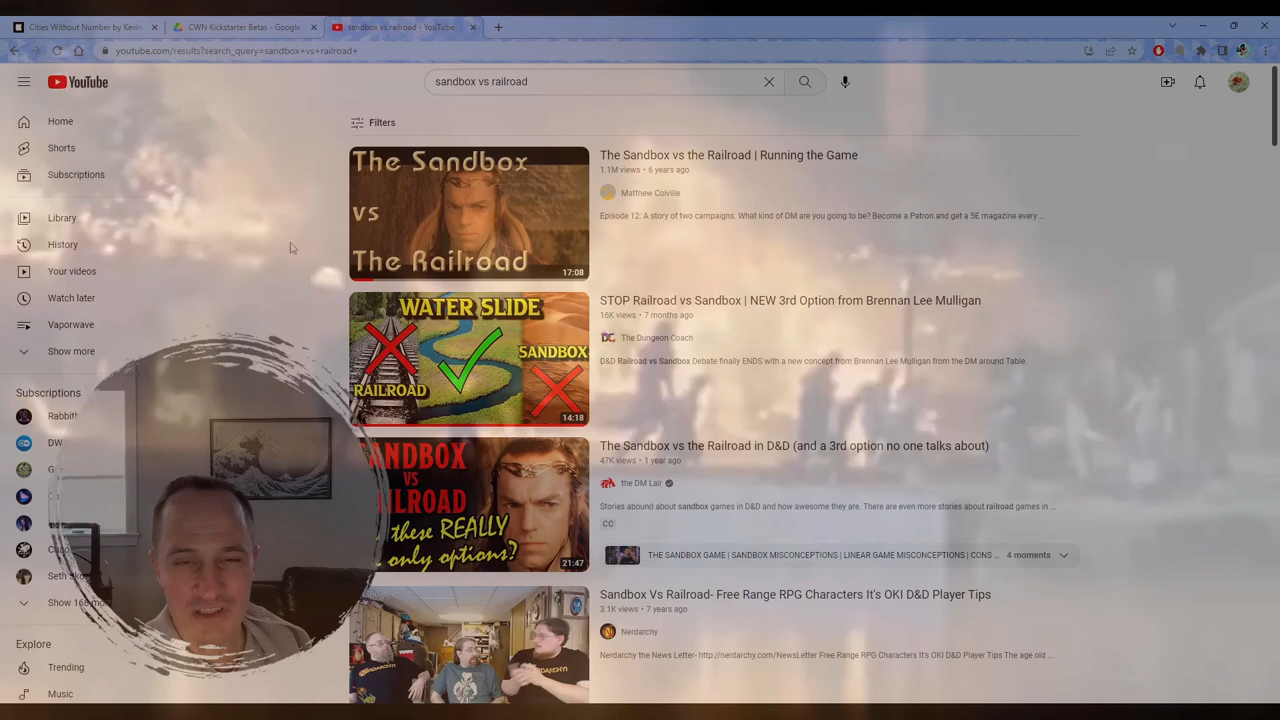 Cities Without Number by Kevin
CWN Kickstarter Betas - Google
sandbox vs railroad - YouTube
youtube.com/results?search_query=sandbox+vs+railroad+
YouTube
sandbox vs railroad
Home
Shorts
Subscriptions
Library
History
Your videos
Watch later
Vaporwave
Show more
Subscriptions
Rabbit
DW
Show 168
Explore
Trending
Music
Filters
The Sandbox
vs
The Railroad
17:08
The Sandbox vs the Railroad | Running the Game
1.1M views • 6 years ago
Matthew Colville
Episode 12: A story of two campaigns. What kind of DM are you going to be? Become a Patron and get a 5E magazine every ...
WATER SLIDE
SANDBOX
RAILROAD
14:18
STOP Railroad vs Sandbox | NEW 3rd Option from Brennan Lee Mulligan
16K views • 7 months ago
The Dungeon Coach
D&D Railroad vs Sandbox Debate finally ENDS with a new concept from Brennan Lee Mulligan from the DM around Table.
ANDBOX
VS
AILROAD
these REALLY
only options?
21:47
The Sandbox vs the Railroad in D&D (and a 3rd option no one talks about)
47K views • 1 year ago
the DM Lair
Stories abound about sandbox games in D&D and how awesome they are. There are even more stories about railroad games in ...
CC
THE SANDBOX GAME | SANDBOX MISCONCEPTIONS | LINEAR GAME MISCONCEPTIONS | CONS ... 4 moments
Sandbox Vs Railroad- Free Range RPG Characters It's OKI D&D Player Tips
3.1K views • 7 years ago
Nerdarchy
Nerdarchy the News Letter- http://nerdarchy.com/NewsLetter Free Range RPG Characters It's OKI D&D Player Tips The age old ...